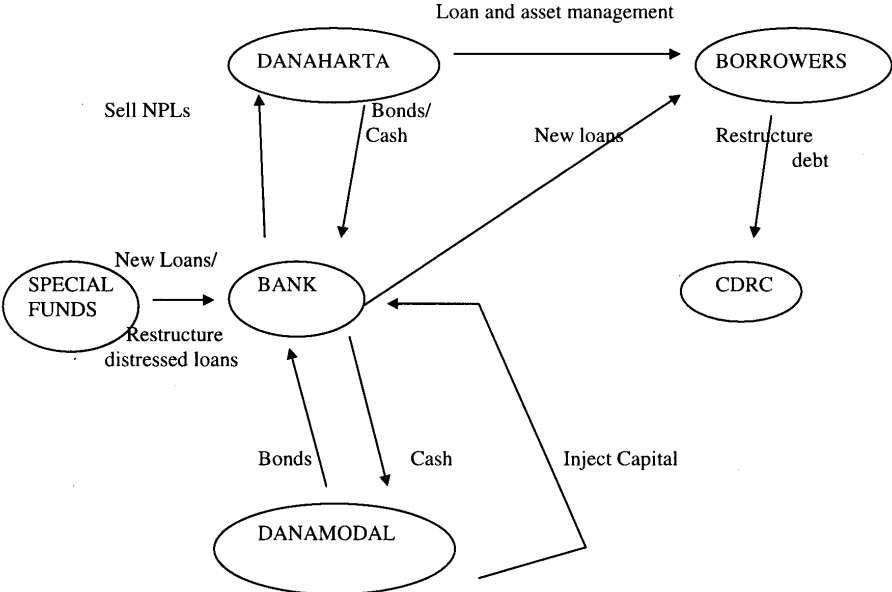 Loan and asset management
DANAHARTA
BORROWERS
Sell NPLs
Bonds/
Cash
New loans
Restructure
debt
New Loans/
SPECIAL
FUNDS
BANK
CDRC
Restructure
distressed loans
Bonds
Cash
Inject Capital
DANAMODAL